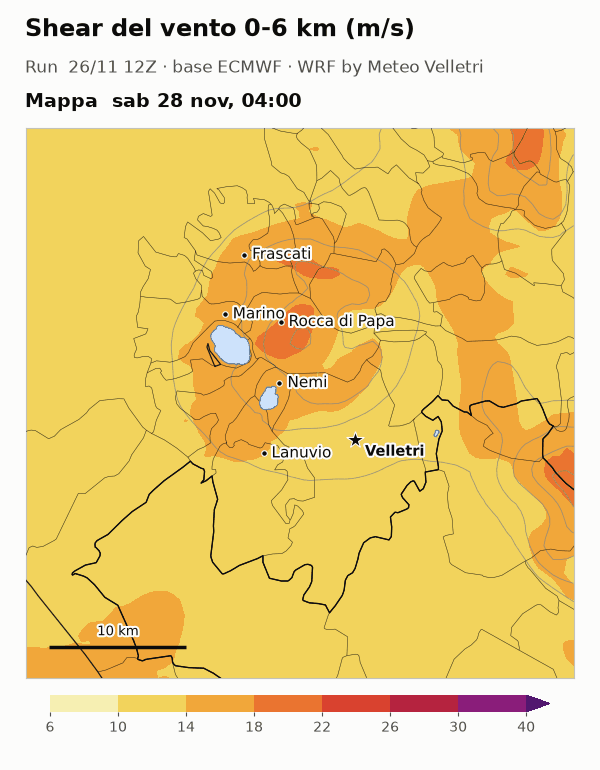 Shear del vento 0-6 km (m/s)
Run 26/11 12Z · base ECMWF · WRF by Meteo Velletri
Mappa sab 28 nov, 04:00
Frascati
Marino
Rocca di Papa
Nemi
Velletri
Lanuvio
10 km
6 10 14 18 22 26 30 40